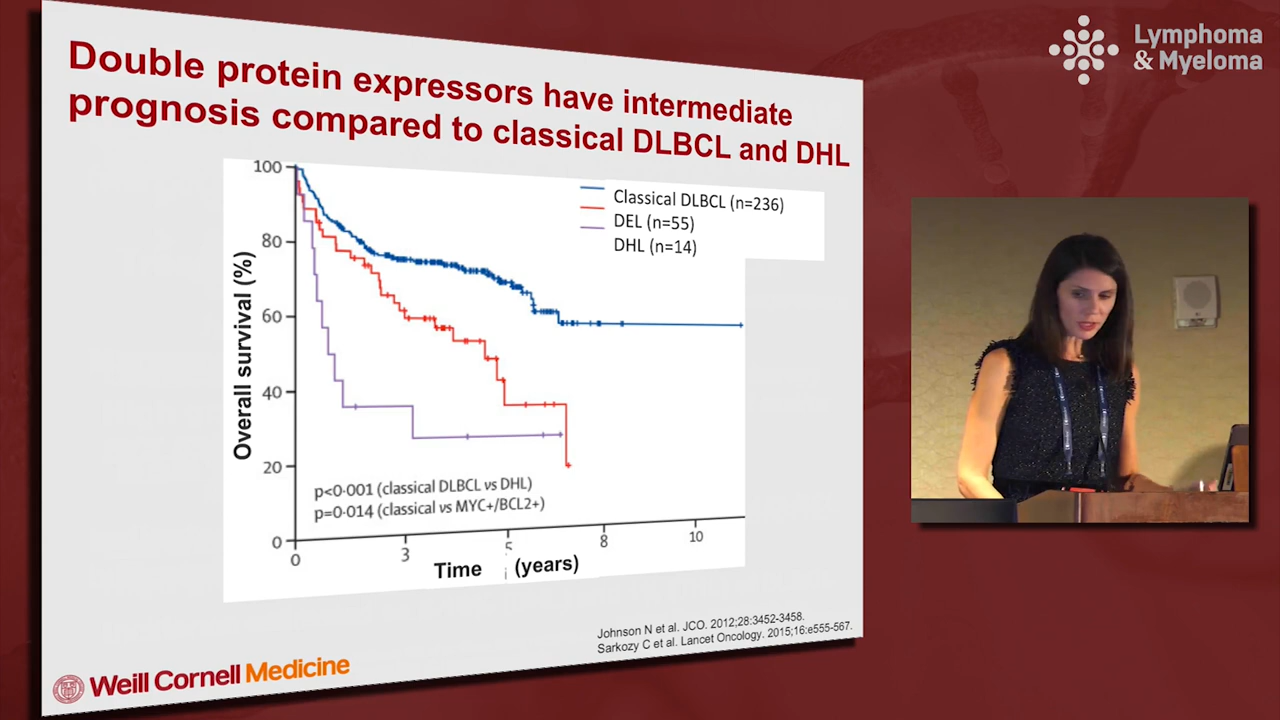 Double protein expressors have intermediate
prognosis compared to classical DLBCL and DHL
Lymphoma
& Myeloma
100
80
60
40
20
0
Overall survival (%)
Classical DLBCL (n=236)
DEL (n=55)
DHL (n=14)
p<0·001 (classical DLBCL vs DHL)
p=0·014 (classical vs MYC+/BCL2+)
0
3
5
8
10
Time (years)
Johnson N et al. JCO. 2012;28:3452-3458.
Sarkozy C et al. Lancet Oncology. 2015;16:e555-567.
Weill Cornell Medicine